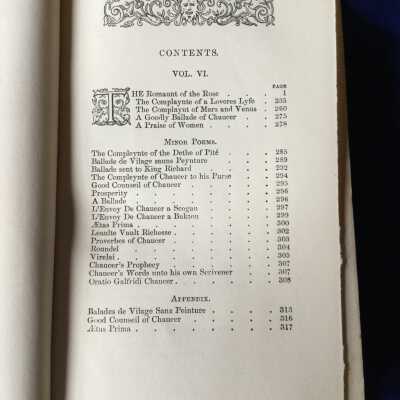 CONTENTS.
VOL. VI.
PAGE
THE Romaunt of the Rose . . . 1
The Complaynte of a Loveres Lyfe . 235
The Complaynt of Mars and Venus . 260
A Goodly Ballade of Chaucer . . 275
A Praise of Women . . . . 278
MINOR POEMS.
The Compleynte of the Dethe of Pité . . . 285
Ballade de Vilage sauns Peynture . . . . 289
Ballade sent to King Richard . . . . 292
The Compleynte of Chaucer to his Purse . . . 294
Good Counseil of Chaucer . . . . . 295
Prosperity . . . . . . . 296
A Ballade . . . . . . . 296
L'Envoy De Chaucer a Scogan . . . . 297
L'Envoy De Chaucer a Bukton . . . . 299
Ætas Prima . . . . . . . 300
Leaulte Vault Richesse . . . . . 302
Proverbes of Chaucer . . . . . 303
Roundel . . . . . . . 304
Virelai . . . . . . . 305
Chaucer's Prophecy . . . . . 307
Chaucer's Words unto his own Scrivener . . 307
Oratio Galfridi Chaucer . . . . . 308
APPENDIX.
Balades de Vilage Sanz Peinture . . . . 313
Good Counseil of Chaucer . . . . . 316
Ætus Prima . . . . . . 317